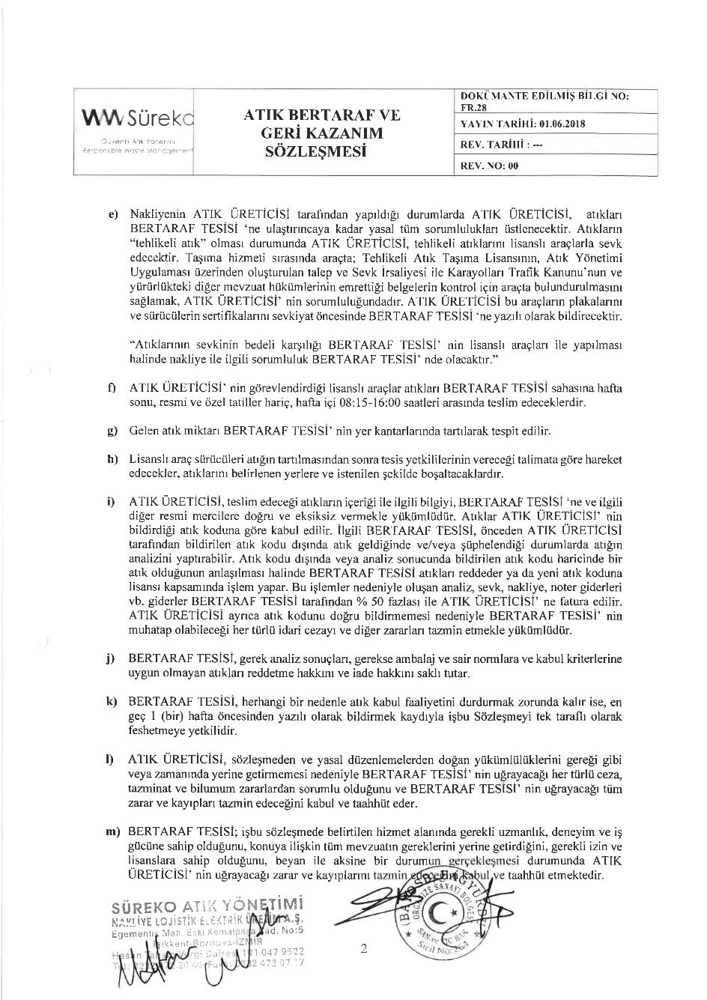 Süreko
Güvenli Atık Yönetimi
Responsible Waste Management
ATIK BERTARAF VE
GERİ KAZANIM
SÖZLEŞMESİ
DOKÜMANTE EDİLMİŞ BİLGİ NO:
FR.28
YAYIN TARİHİ: 01.06.2018
REV. TARİHİ : ---
REV. NO: 00
e) Nakliyenin ATIK ÜRETİCİSİ tarafından yapıldığı durumlarda ATIK ÜRETİCİSİ, atıkları
BERTARAF TESİSİ ‘ne ulaştırıncaya kadar yasal tüm sorumlulukları üstlenecektir. Atıkların
“tehlikeli atık” olması durumunda ATIK ÜRETİCİSİ, tehlikeli atıklarını lisanslı araçlarla sevk
edecektir. Taşıma hizmeti sırasında araçta; Tehlikeli Atık Taşıma Lisansının, Atık Yönetimi
Uygulaması üzerinden oluşturulan talep ve Sevk İrsaliyesi ile Karayolları Trafik Kanunu’nun ve
yürürlükteki diğer mevzuat hükümlerinin emrettiği belgelerin kontrol için araçta bulundurulmasını
sağlamak, ATIK ÜRETİCİSİ’ nin sorumluluğundadır. ATIK ÜRETİCİSİ bu araçların plakalarını
ve sürücülerin sertifikalarını sevkiyat öncesinde BERTARAF TESİSİ ‘ne yazılı olarak bildirecektir.
“Atıklarının sevkinin bedeli karşılığı BERTARAF TESİSİ’ nin lisanslı araçları ile yapılması
halinde nakliye ile ilgili sorumluluk BERTARAF TESİSİ’ nde olacaktır.”
f) ATIK ÜRETİCİSİ’ nin görevlendirdiği lisanslı araçlar atıkları BERTARAF TESİSİ sahasına hafta
sonu, resmi ve özel tatiller hariç, hafta içi 08:15-16:00 saatleri arasında teslim edeceklerdir.
g) Gelen atık miktarı BERTARAF TESİSİ’ nin yer kantarlarında tartılarak tespit edilir.
h) Lisanslı araç sürücüleri atığın tartılmasından sonra tesis yetkililerinin vereceği talimata göre hareket
edecekler, atıklarını belirlenen yerlere ve istenilen şekilde boşaltacaklardır.
i) ATIK ÜRETİCİSİ, teslim edeceği atıkların içeriği ile ilgili bilgiyi, BERTARAF TESİSİ ‘ne ve ilgili
diğer resmi mercilere doğru ve eksiksiz vermekle yükümlüdür. Atıklar ATIK ÜRETİCİSİ’ nin
bildirdiği atık koduna göre kabul edilir. İlgili BERTARAF TESİSİ, önceden ATIK ÜRETİCİSİ
tarafından bildirilen atık kodu dışında atık geldiğinde ve/veya şüphelendiği durumlarda atığın
analizini yaptırabilir. Atık kodu dışında veya analiz sonucunda bildirilen atık kodu haricinde bir
atık olduğunun anlaşılması halinde BERTARAF TESİSİ atıkları reddeder ya da yeni atık koduna
lisansı kapsamında işlem yapar. Bu işlemler nedeniyle oluşan analiz, sevk, nakliye, noter giderleri
vb. giderler BERTARAF TESİSİ tarafından % 50 fazlası ile ATIK ÜRETİCİSİ’ ne fatura edilir.
ATIK ÜRETİCİSİ ayrıca atık kodunu doğru bildirmemesi nedeniyle BERTARAF TESİSİ’ nin
muhatap olabileceği her türlü idari cezayı ve diğer zararları tazmin etmekle yükümlüdür.
j) BERTARAF TESİSİ, gerek analiz sonuçları, gerekse ambalaj ve sair normlara ve kabul kriterlerine
uygun olmayan atıkları reddetme hakkını ve iade hakkını saklı tutar.
k) BERTARAF TESİSİ, herhangi bir nedenle atık kabul faaliyetini durdurmak zorunda kalır ise, en
geç 1 (bir) hafta öncesinden yazılı olarak bildirmek kaydıyla işbu Sözleşmeyi tek taraflı olarak
feshetmeye yetkilidir.
l) ATIK ÜRETİCİSİ, sözleşmeden ve yasal düzenlemelerden doğan yükümlülüklerini gereği gibi
veya zamanında yerine getirmemesi nedeniyle BERTARAF TESİSİ’ nin uğrayacağı her türlü ceza,
tazminat ve bilumum zararlardan sorumlu olduğunu ve BERTARAF TESİSİ’ nin uğrayacağı tüm
zarar ve kayıpları tazmin edeceğini kabul ve taahhüt eder.
m) BERTARAF TESİSİ; işbu sözleşmede belirtilen hizmet alanında gerekli uzmanlık, deneyim ve iş
gücüne sahip olduğunu, konuya ilişkin tüm mevzuatın gereklerini yerine getirdiğini, gerekli izin ve
lisanslara sahip olduğunu, beyan ile aksine bir durumun gerçekleşmesi durumunda ATIK
ÜRETİCİSİ’ nin uğrayacağı zarar ve kayıplarını tazmin edeceğini kabul ve taahhüt etmektedir.
SÜREKO ATIK YÖNETİMİ
NAKLİYE LOJİSTİK ELEKTRİK ÜRETİM A.Ş.
Egemenlik Mah. Eski Kemalpaşa Cad. No:5
Işıkkent-Bornova-İZMİR
Vergi Dairesi 047 9522
472 07 17
2
ORGANİZE SANAYİ BÖLGESİ
Sicil No: